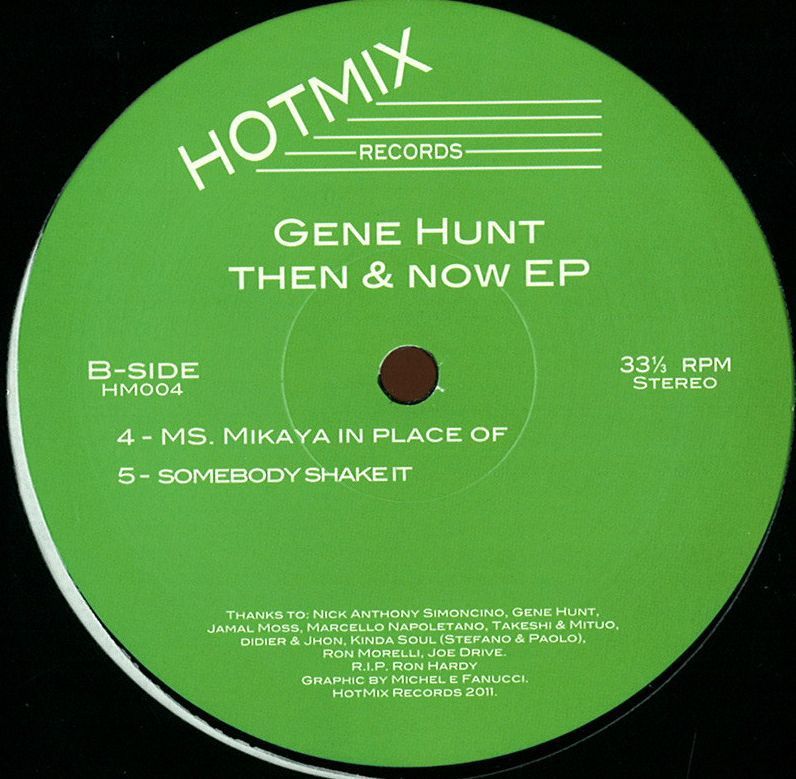 HOTMIX
RECORDS
GENE HUNT
THEN & NOW EP
B-SIDE
HM004
33⅓ RPM
STEREO
4 - MS. MIKAYA IN PLACE OF
5 - SOMEBODY SHAKE IT
THANKS TO: NICK ANTHONY SIMONCINO, GENE HUNT,
JAMAL MOSS, MARCELLO NAPOLETANO, TAKESHI & MITUO,
DIDIER & JHON, KINDA SOUL (STEFANO & PAOLO),
RON MORELLI, JOE DRIVE.
R.I.P. RON HARDY
GRAPHIC BY MICHEL E FANUCCI.
HOTMIX RECORDS 2011.